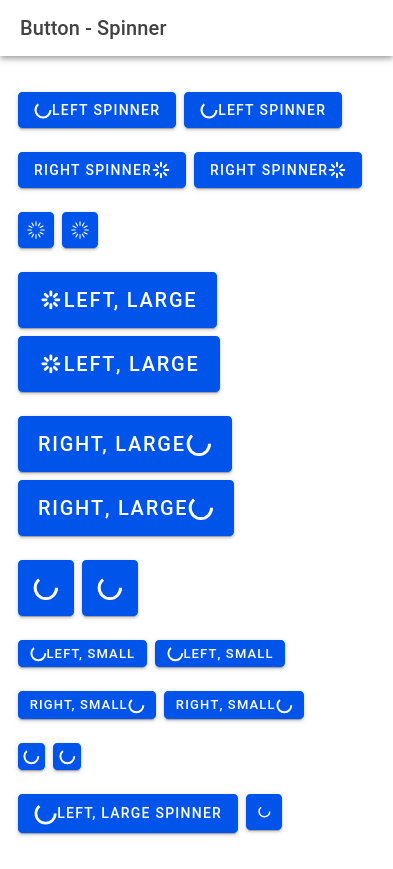 Button - Spinner
LEFT SPINNER LEFT SPINNER
RIGHT SPINNER RIGHT SPINNER
LEFT, LARGE
LEFT, LARGE
RIGHT, LARGE
RIGHT, LARGE
LEFT, SMALL LEFT, SMALL
RIGHT, SMALL RIGHT, SMALL
LEFT, LARGE SPINNER